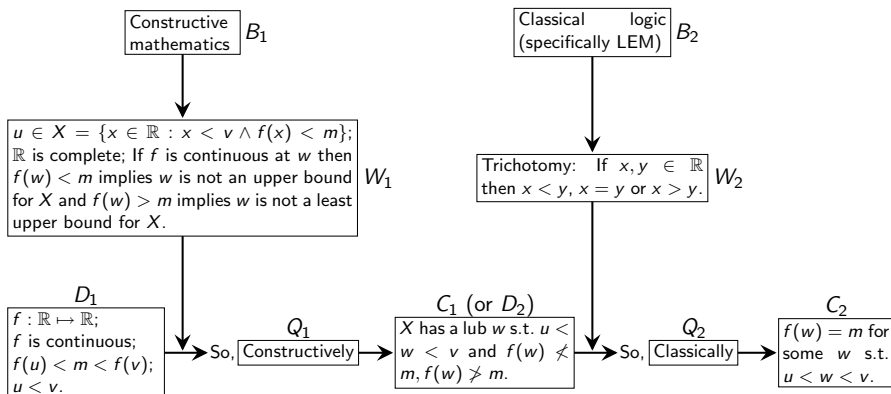 Constructive
mathematics
B₁
Classical logic
(specifically LEM)
B₂
u ∈ X = {x ∈ ℝ : x < v ∧ f(x) < m};
ℝ is complete; If f is continuous at w then
f(w) < m implies w is not an upper bound
for X and f(w) > m implies w is not a least
upper bound for X.
W₁
Trichotomy: If x, y ∈ ℝ
then x < y, x = y or x > y.
W₂
D₁
f : ℝ ↦ ℝ;
f is continuous;
f(u) < m < f(v);
u < v.
So,
Q₁
Constructively
C₁ (or D₂)
X has a lub w s.t. u <
w < v and f(w) ≮
m, f(w) ≯ m.
So,
Q₂
Classically
C₂
f(w) = m for
some w s.t.
u < w < v.